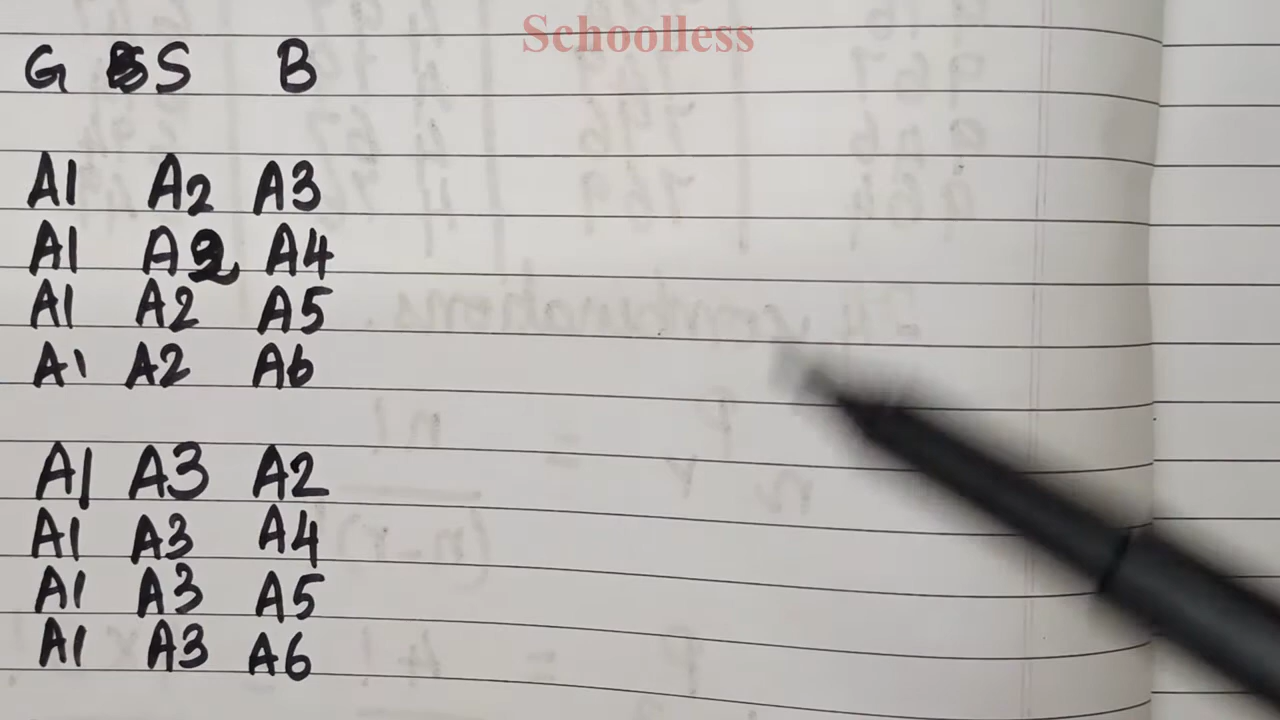 Schoolless
G S B
A1 A2 A3
A1 A2 A4
A1 A2 A5
A1 A2 A6
A1 A3 A2
A1 A3 A4
A1 A3 A5
A1 A3 A6